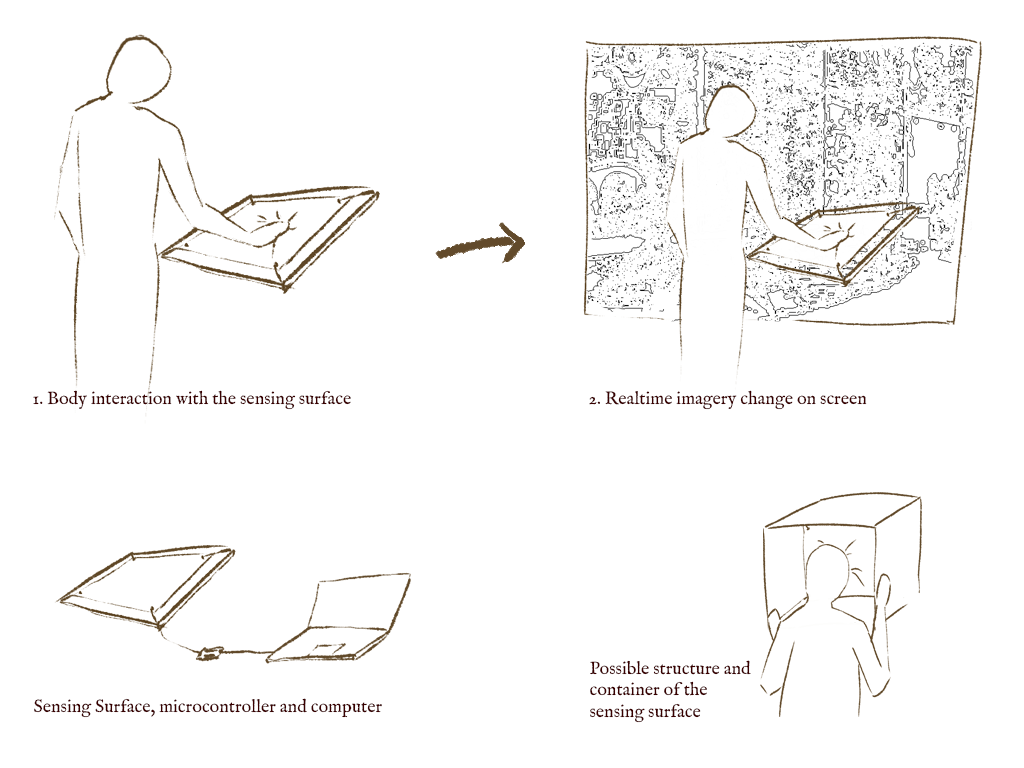 1. Body interaction with the sensing surface
2. Realtime imagery change on screen
Sensing Surface, microcontroller and computer
Possible structure and
container of the
sensing surface